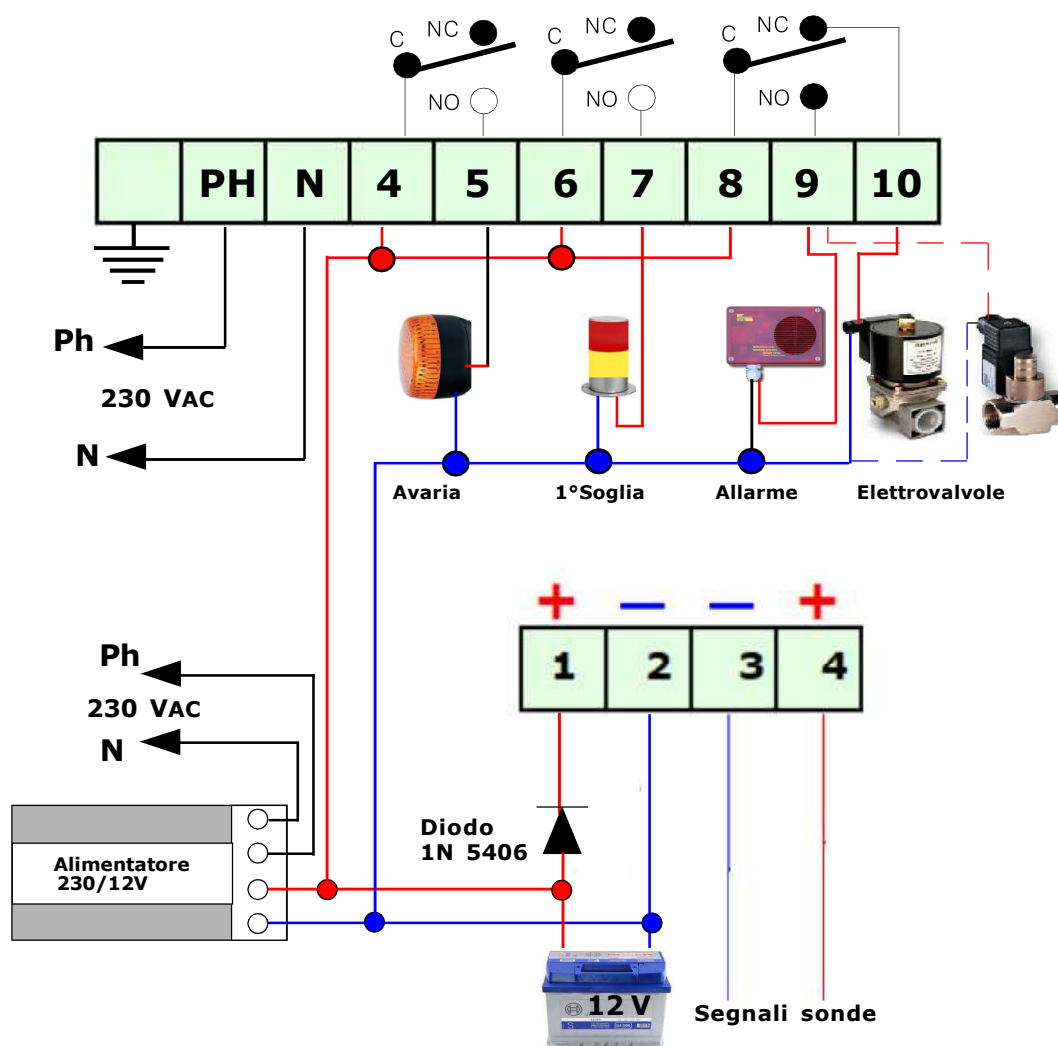 C NC C NC C NC
NO NO NO
PH N 4 5 6 7 8 9 10
Ph
230 VAC
N
Avaria 1°Soglia Allarme Elettrovalvole
+ — — +
1 2 3 4
Ph
230 VAC
N
Diodo
1N 5406
Alimentatore
230/12V
12 V
Segnali sonde